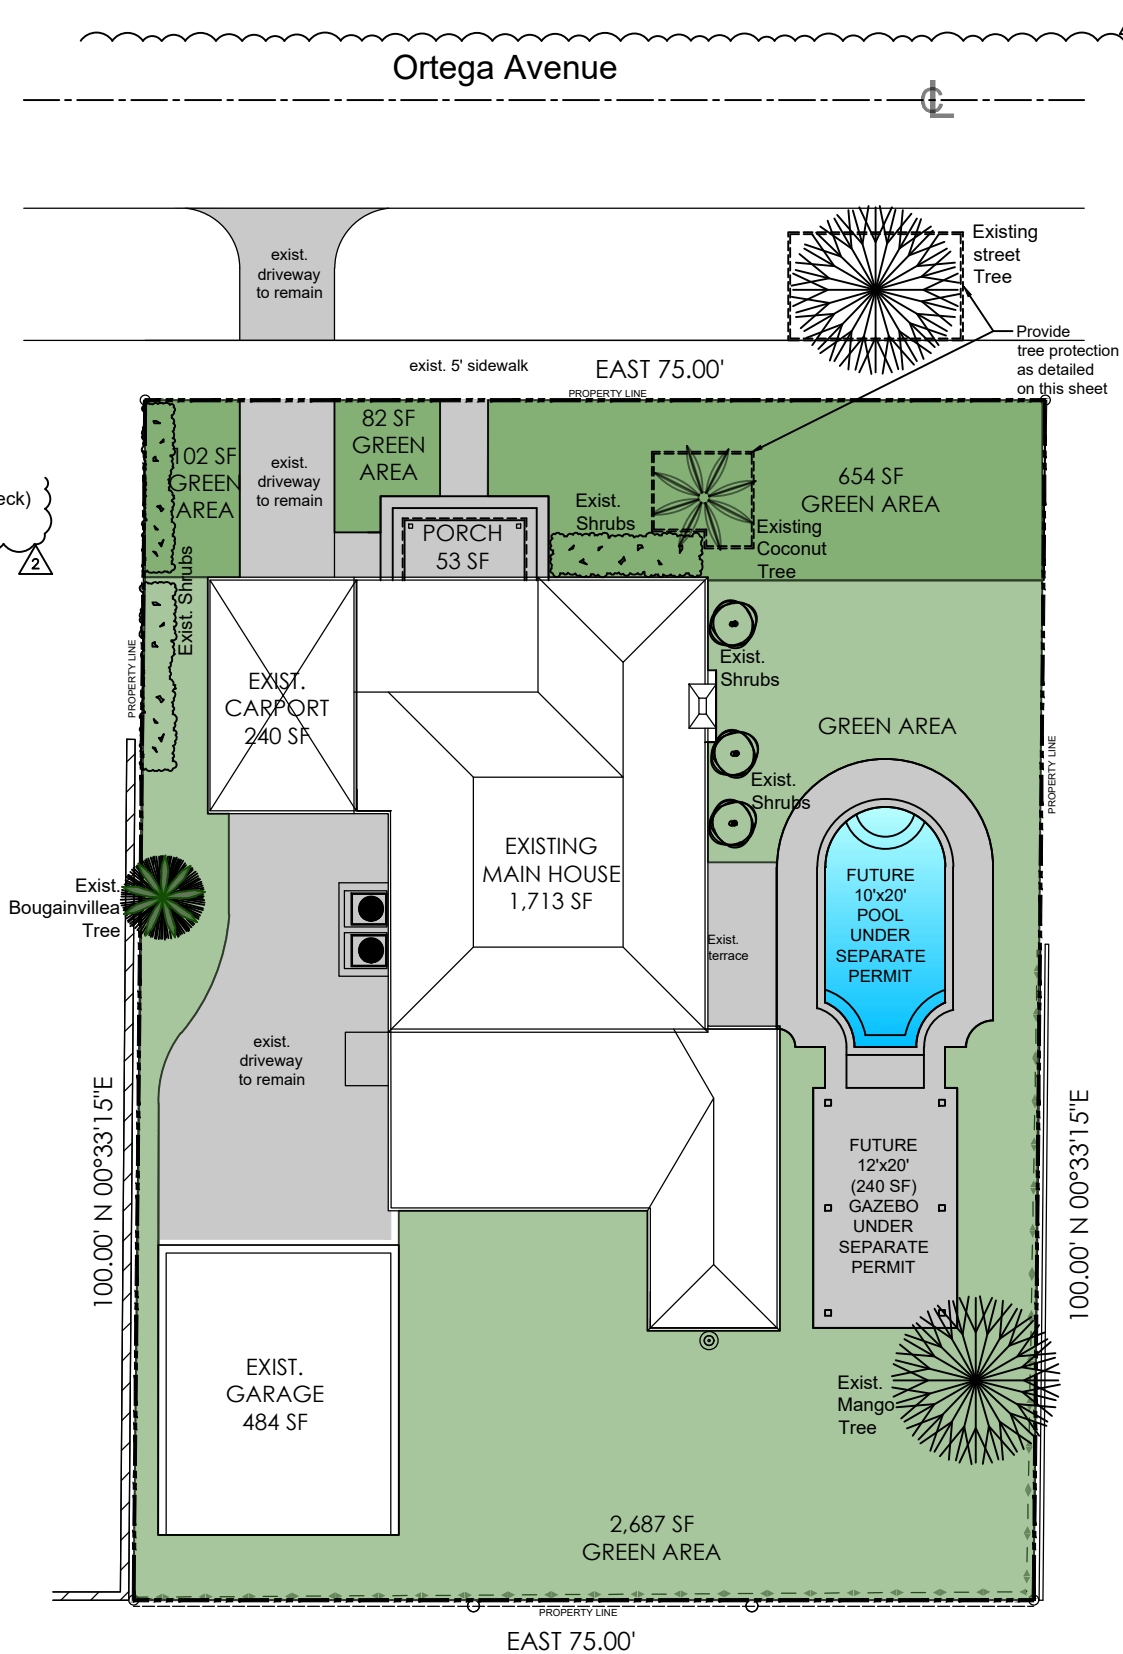 Ortega Avenue
CL
exist.
driveway
to remain
Existing
street
Tree
Provide
tree protection
as detailed
on this sheet
exist. 5' sidewalk
EAST 75.00'
PROPERTY LINE
102 SF
GREEN
AREA
exist.
driveway
to remain
82 SF
GREEN
AREA
654 SF
GREEN AREA
Exist.
Shrubs
Existing
Coconut
Tree
PORCH
53 SF
eck)
2
Exist. Shrubs
PROPERTY LINE
EXIST.
CARPORT
240 SF
Exist.
Shrubs
GREEN AREA
PROPERTY LINE
Exist.
Shrubs
EXISTING
MAIN HOUSE
1,713 SF
Exist.
Bougainvillea
Tree
FUTURE
10'x20'
POOL
UNDER
SEPARATE
PERMIT
Exist.
terrace
exist.
driveway
to remain
100.00' N 00°33'15"E
100.00' N 00°33'15"E
FUTURE
12'x20'
(240 SF)
GAZEBO
UNDER
SEPARATE
PERMIT
EXIST.
GARAGE
484 SF
Exist.
Mango
Tree
2,687 SF
GREEN AREA
PROPERTY LINE
EAST 75.00'